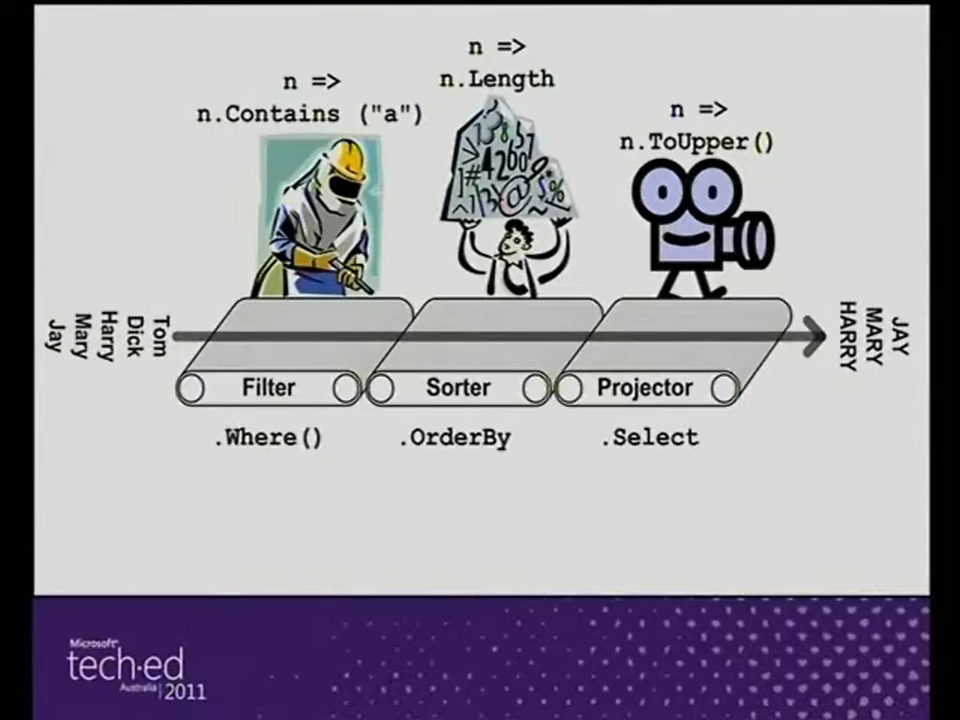 n =>
n.Contains ("a")
n =>
n.Length
n =>
n.ToUpper()
Jay
Mary
Harry
Dick
Tom
HARRY
MARY
JAY
Filter
Sorter
Projector
.Where()
.OrderBy
.Select
Microsoft
tech·ed
Australia | 2011